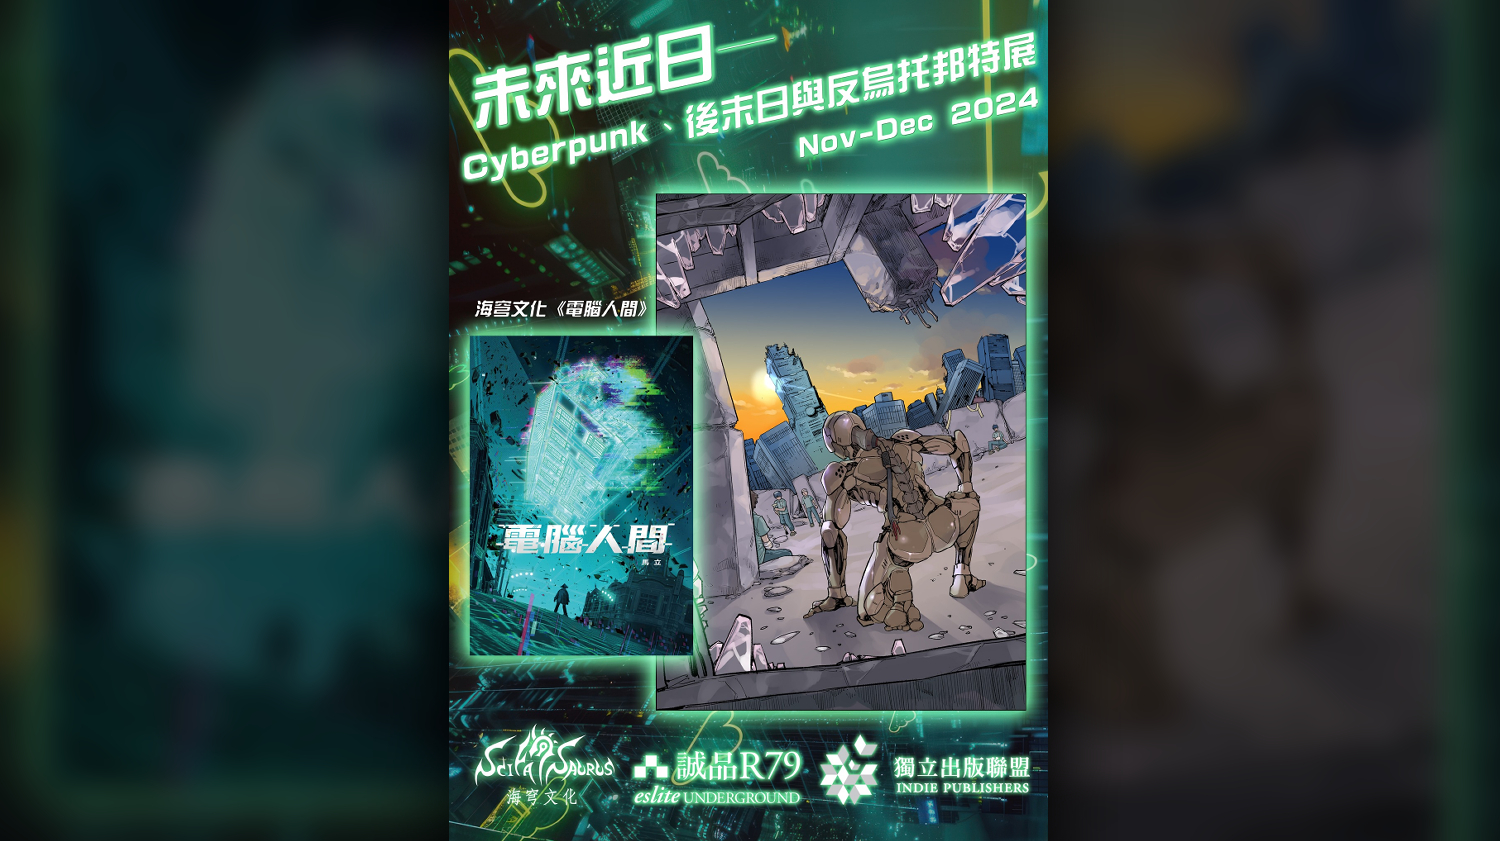 未來近日—
Cyberpunk、後末日與反烏托邦特展
Nov-Dec 2024
海穹文化《電腦人間》
電腦人間
馬立
SciFaSaurus
海穹文化
誠品R79
eslite UNDERGROUND
獨立出版聯盟
INDIE PUBLISHERS